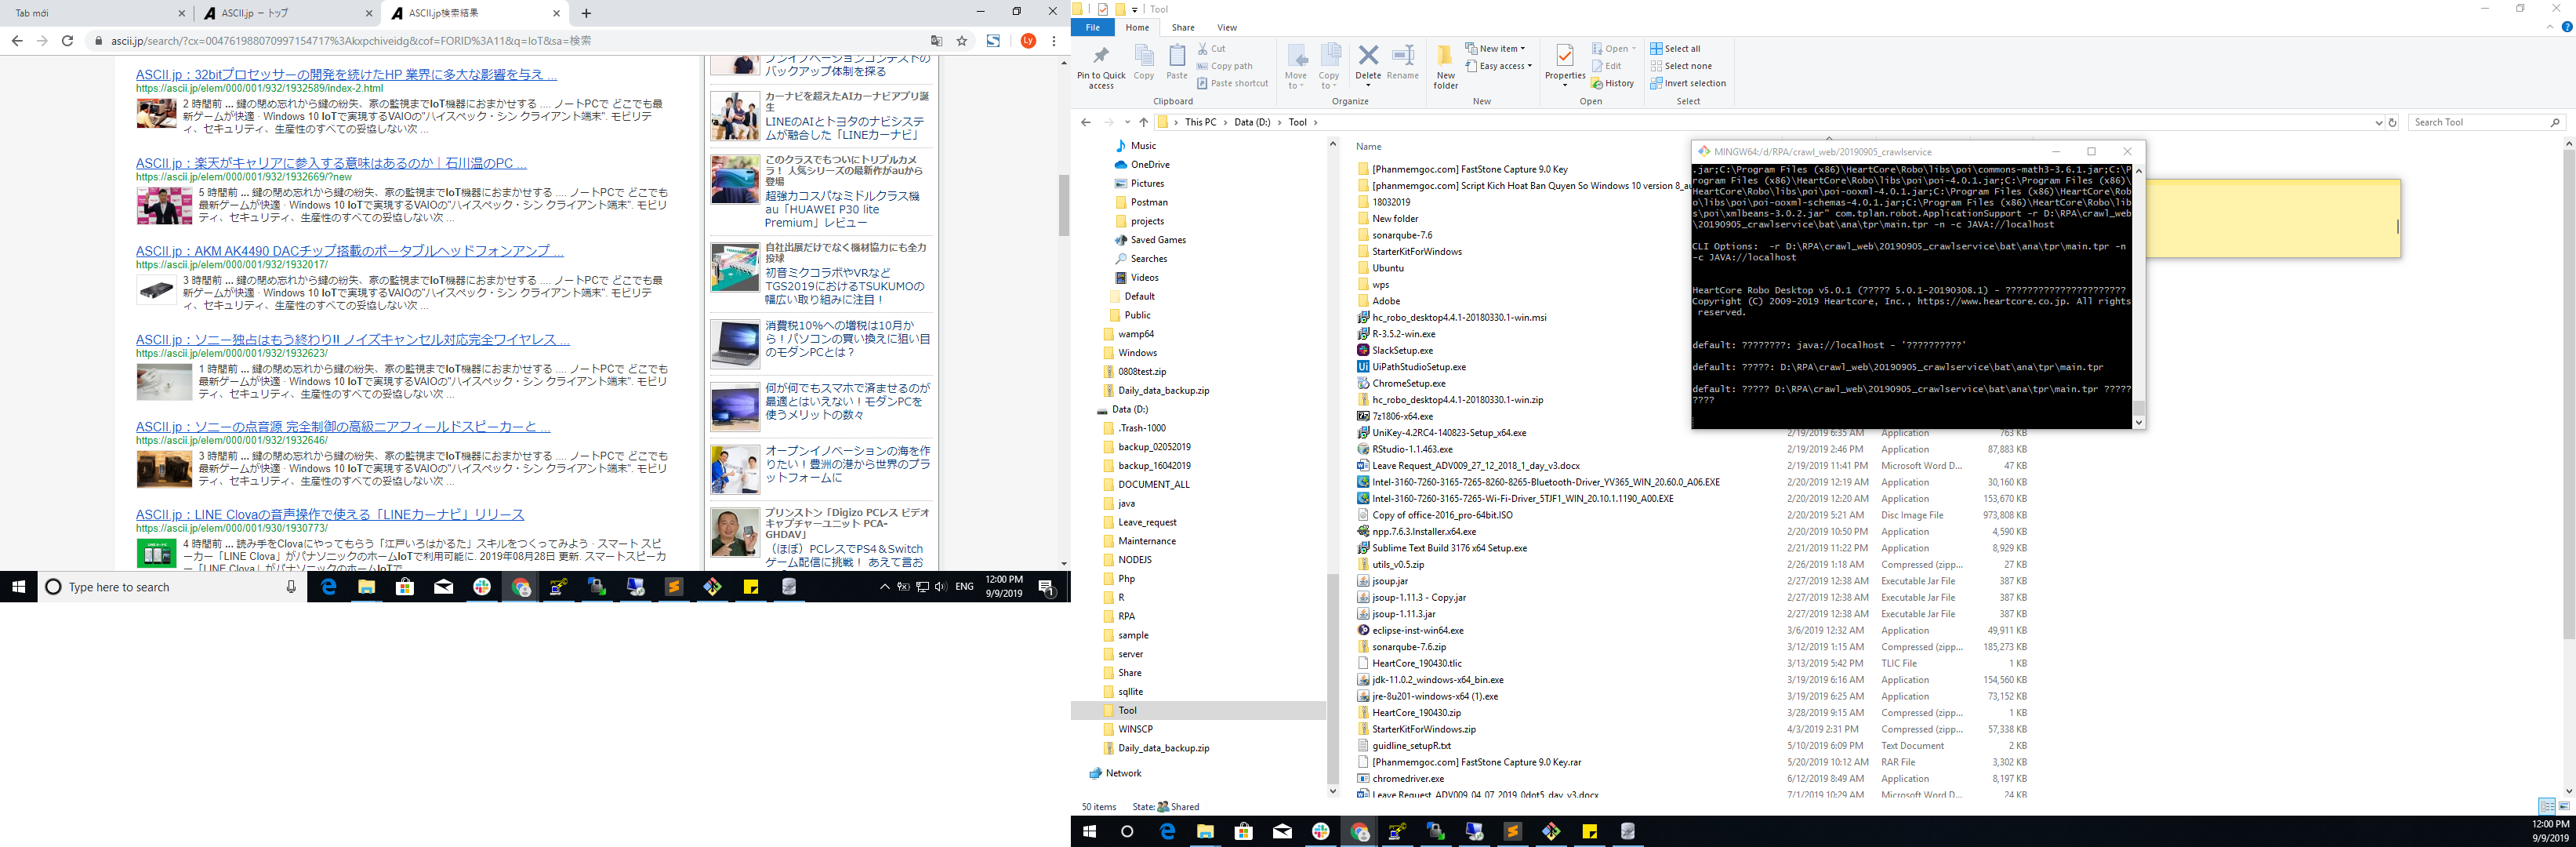 Tab mới
ASCII.jp － トップ
ASCII.jp検索結果
ascii.jp/search/?cx=004761988070997154717%3Akxpchiveidg&cof=FORID%3A11&q=IoT&sa=検索
ASCII.jp：32bitプロセッサーの開発を続けたHP 業界に多大な影響を与え ...
https://ascii.jp/elem/000/001/932/1932589/index-2.html
2 時間前 ... 鍵の閉め忘れから鍵の紛失、家の監視までIoT機器におまかせする .... ノートPCで どこでも最
新ゲームが快適 · Windows 10 IoTで実現するVAIOの"ハイスペック・シン クライアント端末". モビリ
ティ、セキュリティ、生産性のすべての妥協しない次 ...
ASCII.jp：楽天がキャリアに参入する意味はあるのか｜石川温のPC ...
https://ascii.jp/elem/000/001/932/1932669/?new
5 時間前 ... 鍵の閉め忘れから鍵の紛失、家の監視までIoT機器におまかせする .... ノートPCで どこでも
最新ゲームが快適 · Windows 10 IoTで実現するVAIOの"ハイスペック・シン クライアント端末". モビリ
ティ、セキュリティ、生産性のすべての妥協しない次 ...
ASCII.jp：AKM AK4490 DACチップ搭載のポータブルヘッドフォンアンプ ...
https://ascii.jp/elem/000/001/932/1932017/
3 時間前 ... 鍵の閉め忘れから鍵の紛失、家の監視までIoT機器におまかせする .... ノートPCで どこでも最
新ゲームが快適 · Windows 10 IoTで実現するVAIOの"ハイスペック・シン クライアント端末". モビリテ
ィ、セキュリティ、生産性のすべての妥協しない次 ...
ASCII.jp：ソニー独占はもう終わり!! ノイズキャンセル対応完全ワイヤレス ...
https://ascii.jp/elem/000/001/932/1932623/
1 時間前 ... 鍵の閉め忘れから鍵の紛失、家の監視までIoT機器におまかせする .... ノートPCで どこでも
最新ゲームが快適 · Windows 10 IoTで実現するVAIOの"ハイスペック・シン クライアント端末". モビリ
ティ、セキュリティ、生産性のすべての妥協しない次 ...
ASCII.jp：ソニーの点音源 完全制御の高級ニアフィールドスピーカーと ...
https://ascii.jp/elem/000/001/932/1932646/
3 時間前 ... 鍵の閉め忘れから鍵の紛失、家の監視までIoT機器におまかせする .... ノートPCで どこでも
最新ゲームが快適 · Windows 10 IoTで実現するVAIOの"ハイスペック・シン クライアント端末". モビリ
ティ、セキュリティ、生産性のすべての妥協しない次 ...
ASCII.jp：LINE Clovaの音声操作で使える「LINEカーナビ」リリース
https://ascii.jp/elem/000/001/930/1930773/
4 時間前 ... 読み手をClovaにやってもらう「江戸いろはかるた」スキルをつくってみよう · スマート スピ
ーカー「LINE Clova」がパナソニックのホームIoTで利用可能に. 2019年08月28日 更新. スマートスピーカ
ー「LINE Clova」がパナソニックのホームIoTで
プンイノベーションコンテストの
バックアップ体制を探る
カーナビを超えたAIカーナビアプリ誕
生
LINEのAIとトヨタのナビシステ
ムが融合した「LINEカーナビ」
このクラスでもついにトリプルカメ
ラ！ 人気シリーズの最新作がauから
登場
超強力コスパなミドルクラス機
au「HUAWEI P30 lite
Premium」レビュー
自社出展だけでなく機材協力にも全力
投球
初音ミクコラボやVRなど
TGS2019におけるTSUKUMOの
幅広い取り組みに注目！
消費税10%への増税は10月か
ら！パソコンの買い換えに狙い目
のモダンPCとは？
何が何でもスマホで済ませるのが
最適とはいえない！モダンPCを
使うメリットの数々
オープンイノベーションの海を作
りたい！豊洲の港から世界のプラ
ットフォームに
プリンストン「Digizo PCレス ビデオ
キャプチャーユニット PCA-
GHDAV」
（ほぼ）PCレスでPS4＆Switch
ゲーム配信に挑戦！ あえて言お
Type here to search
ENG
12:00 PM
9/9/2019
Tool
File
Home
Share
View
Pin to Quick access
Copy
Paste
Cut
Copy path
Paste shortcut
Clipboard
Move to
Copy to
Delete
Rename
Organize
New folder
New item
Easy access
New
Properties
Open
Edit
History
Open
Select all
Select none
Invert selection
Select
This PC
Data (D:)
Tool
Search Tool
Music
OneDrive
Pictures
Postman
projects
Saved Games
Searches
Videos
Default
Public
wamp64
Windows
0808test.zip
Daily_data_backup.zip
Data (D:)
.Trash-1000
backup_02052019
backup_16042019
DOCUMENT_ALL
java
Leave_request
Mainternance
NODEJS
Php
R
RPA
sample
server
Share
sqllite
Tool
WINSCP
Daily_data_backup.zip
Network
50 items
State: Shared
Name
[Phanmemgoc.com] FastStone Capture 9.0 Key
[Phanmemgoc.com] Script Kich Hoat Ban Quyen So Windows 10 version 8_au
18032019
New folder
sonarqube-7.6
StarterKitForWindows
Ubuntu
wps
Adobe
hc_robo_desktop4.4.1-20180330.1-win.msi
R-3.5.2-win.exe
SlackSetup.exe
UiPathStudioSetup.exe
ChromeSetup.exe
hc_robo_desktop4.4.1-20180330.1-win.zip
7z1806-x64.exe
UniKey-4.2RC4-140823-Setup_x64.exe 2/19/2019 6:35 AM Application 763 KB
RStudio-1.1.463.exe 2/19/2019 2:46 PM Application 87,883 KB
Leave Request_ADV009_27_12_2018_1_day_v3.docx 2/19/2019 11:41 PM Microsoft Word D... 47 KB
Intel-3160-7260-3165-7265-8260-8265-Bluetooth-Driver_YV365_WIN_20.60.0_A06.EXE 2/20/2019 12:19 AM Application 30,160 KB
Intel-3160-7260-3165-7265-Wi-Fi-Driver_5TJF1_WIN_20.10.1.1190_A00.EXE 2/20/2019 12:20 AM Application 153,670 KB
Copy of office-2016_pro-64bit.ISO 2/20/2019 5:21 AM Disc Image File 973,808 KB
npp.7.6.3.Installer.x64.exe 2/20/2019 10:50 PM Application 4,590 KB
Sublime Text Build 3176 x64 Setup.exe 2/21/2019 11:22 PM Application 8,929 KB
utils_v0.5.zip 2/26/2019 1:18 AM Compressed (zipp... 27 KB
jsoup.jar 2/27/2019 12:38 AM Executable Jar File 387 KB
jsoup-1.11.3 - Copy.jar 2/27/2019 12:38 AM Executable Jar File 387 KB
jsoup-1.11.3.jar 2/27/2019 12:38 AM Executable Jar File 387 KB
eclipse-inst-win64.exe 3/6/2019 12:32 AM Application 49,911 KB
sonarqube-7.6.zip 3/12/2019 1:15 AM Compressed (zipp... 185,273 KB
HeartCore_190430.tlic 3/13/2019 5:42 PM TLIC File 1 KB
jdk-11.0.2_windows-x64_bin.exe 3/19/2019 6:16 AM Application 154,560 KB
jre-8u201-windows-x64 (1).exe 3/19/2019 6:25 AM Application 73,152 KB
HeartCore_190430.zip 3/28/2019 9:15 AM Compressed (zipp... 1 KB
StarterKitForWindows.zip 4/3/2019 2:31 PM Compressed (zipp... 57,338 KB
guidline_setupR.txt 5/10/2019 6:09 PM Text Document 2 KB
[Phanmemgoc.com] FastStone Capture 9.0 Key.rar 5/20/2019 10:12 AM RAR File 3,302 KB
chromedriver.exe 6/12/2019 8:49 AM Application 8,197 KB
Leave Request_ADV009_04_07_2019_0dot5_day_v3.docx 7/1/2019 10:29 AM Microsoft Word D... 24 KB
MINGW64:/d/RPA/crawl_web/20190905_crawlservice
.jar;C:\Program Files (x86)\HeartCore\Robo\libs\poi\commons-math3-3.6.1.jar;C:\P
rogram Files (x86)\HeartCore\Robo\libs\poi\poi-4.0.1.jar;C:\Program Files (x86)\
HeartCore\Robo\libs\poi\poi-ooxml-4.0.1.jar;C:\Program Files (x86)\HeartCore\Rob
o\libs\poi\poi-ooxml-schemas-4.0.1.jar;C:\Program Files (x86)\HeartCore\Robo\lib
s\poi\xmlbeans-3.0.2.jar" com.tplan.robot.ApplicationSupport -r D:\RPA\crawl_web
\20190905_crawlservice\bat\ana\tpr\main.tpr -n -c JAVA://localhost
CLI Options:  -r D:\RPA\crawl_web\20190905_crawlservice\bat\ana\tpr\main.tpr -n
-c JAVA://localhost
HeartCore Robo Desktop v5.0.1 (????? 5.0.1-20190308.1) - ??????????????????????
Copyright (C) 2009-2019 Heartcore, Inc., https://www.heartcore.co.jp. All rights
reserved.
default: ????????: java://localhost - '??????????'
default: ?????: D:\RPA\crawl_web\20190905_crawlservice\bat\ana\tpr\main.tpr
default: ????? D:\RPA\crawl_web\20190905_crawlservice\bat\ana\tpr\main.tpr ?????
????
12:00 PM
9/9/2019